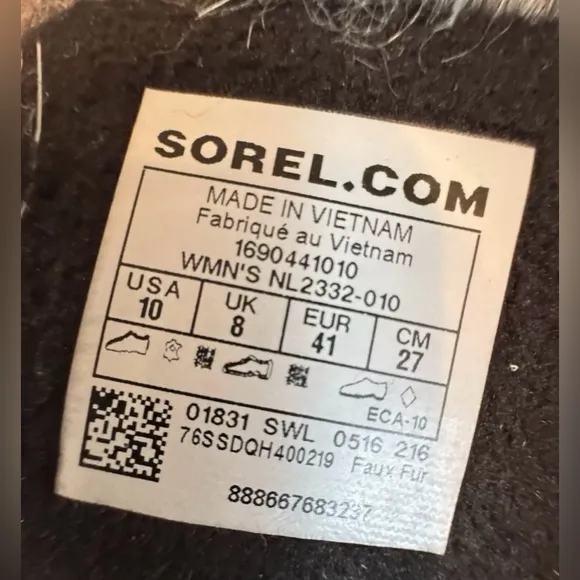 SOREL.COM
MADE IN VIETNAM
Fabriqué au Vietnam
1690441010
WMN'S NL2332-010
USA UK EUR CM
10 8 41 27
ECA-10
01831 SWL 0516 216
76SSDQH400219 Faux Fur
888667683237